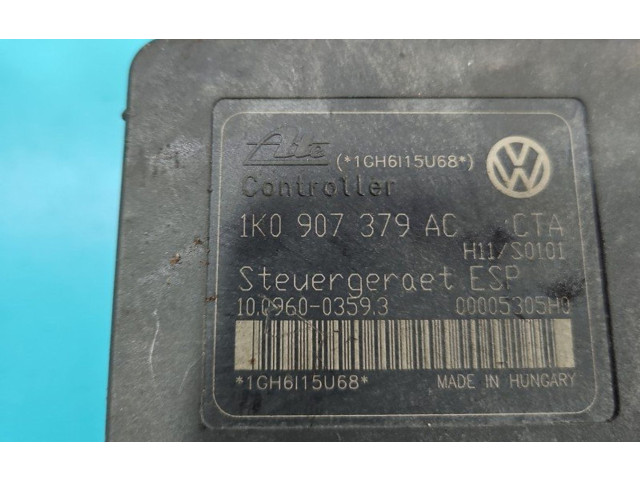 Ate (*1GH6I15U68*)
Controller
1K0 907 379 AC CTA
H11/S0101
Steuergeraet ESP
10.0960-0359.3 00005305H0
*1GH6I15U68* MADE IN HUNGARY